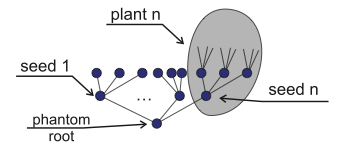 plant n
seed 1
...
seed n
phantom
root